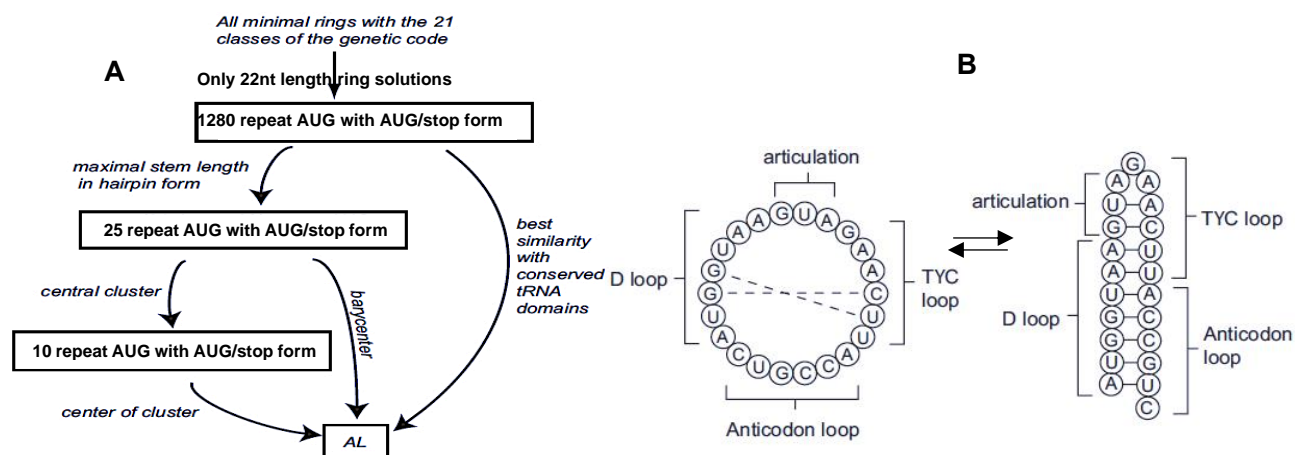 A
All minimal rings with the 21
classes of the genetic code
Only 22nt length ring solutions
1280 repeat AUG with AUG/stop form
maximal stem length
in hairpin form
25 repeat AUG with AUG/stop form
best
similarity
with
conserved
tRNA
domains
central cluster
barycenter
10 repeat AUG with AUG/stop form
center of cluster
AL
B
articulation
D loop
TYC
loop
Anticodon loop
G U A G A A C U U A C C G U C A U G G U A A
articulation
D loop
TYC loop
Anticodon
loop
G
A A
U A
G C
A U
A U
U A
G C
G C
U G
A U
C